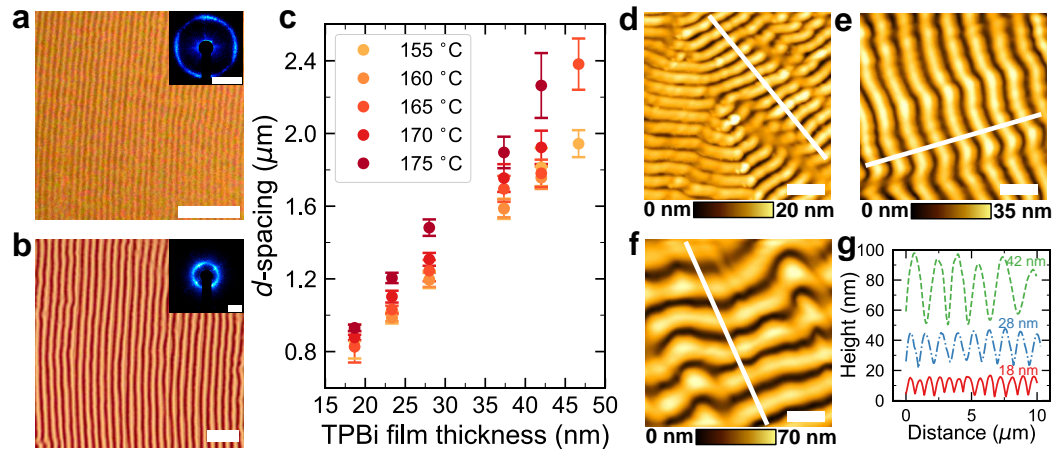 a
b
c
d-spacing (μm)
2.4
2.0
1.6
1.2
0.8
155 °C
160 °C
165 °C
170 °C
175 °C
15 20 25 30 35 40 45 50
TPBi film thickness (nm)
d
0 nm 20 nm
e
0 nm 35 nm
f
0 nm 70 nm
g
Height (nm)
100
80
60
40
20
0
42 nm
28 nm
18 nm
0 5 10
Distance (μm)